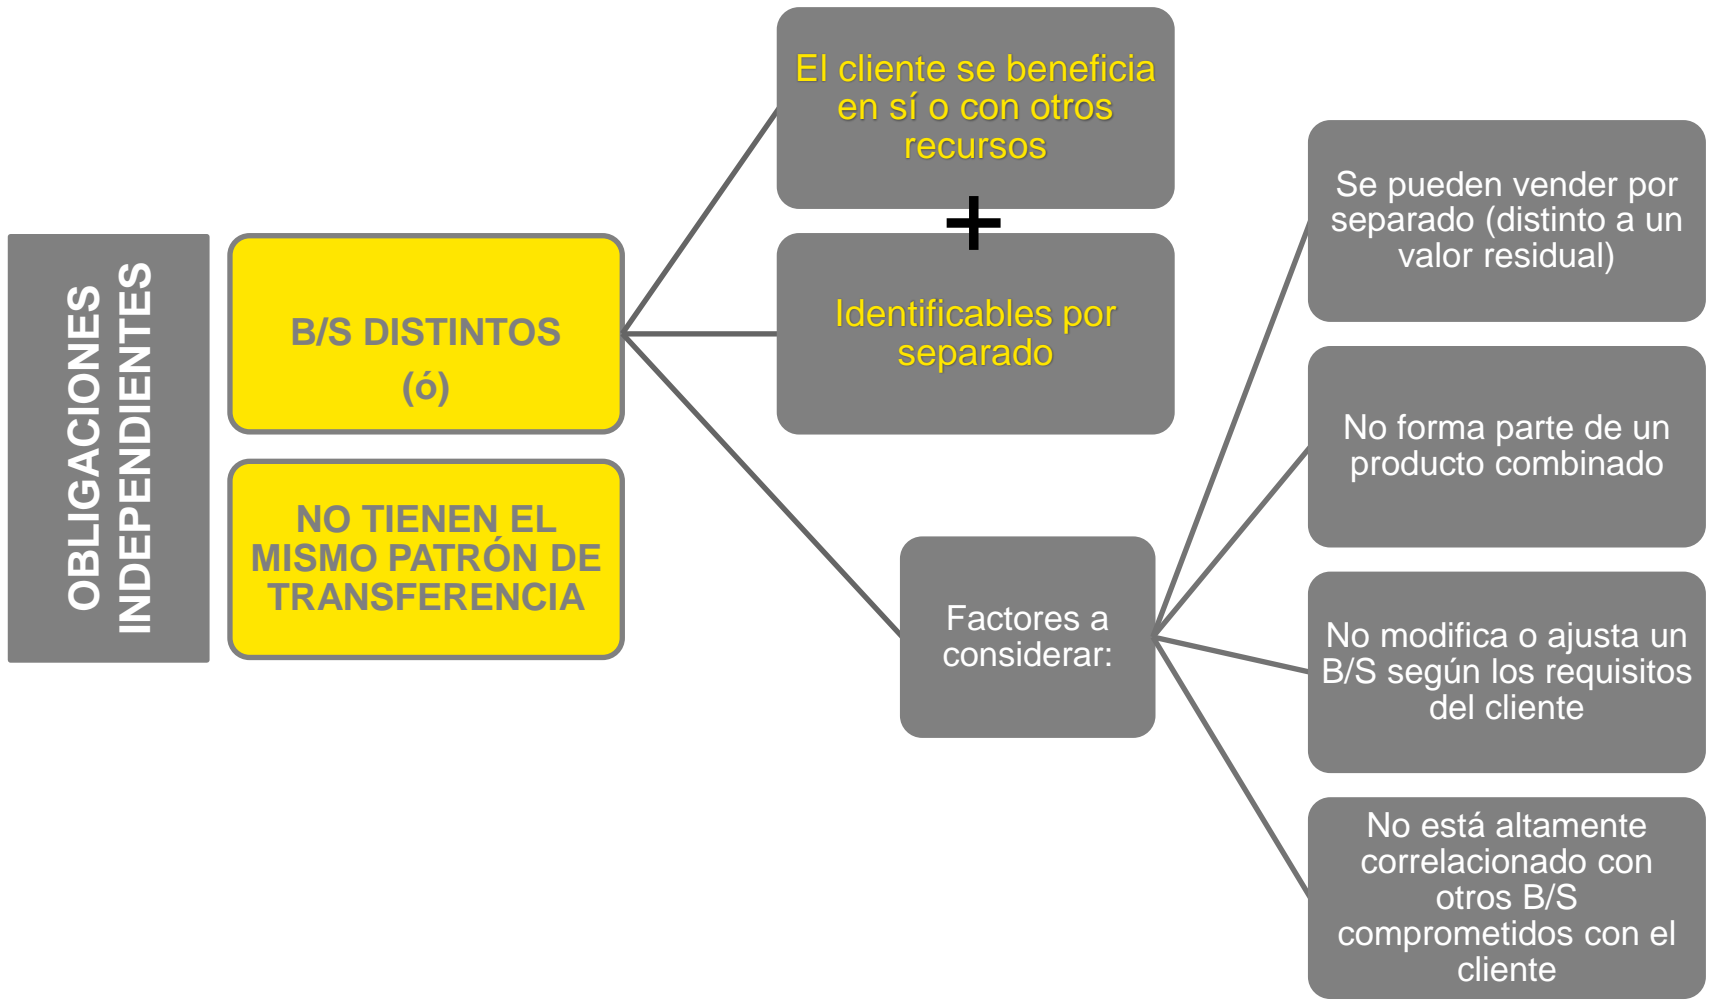 OBLIGACIONES
INDEPENDIENTES
B/S DISTINTOS
(ó)
NO TIENEN EL
MISMO PATRÓN DE
TRANSFERENCIA
El cliente se beneficia
en sí o con otros
recursos
+
Identificables por
separado
Factores a
considerar:
Se pueden vender por
separado (distinto a un
valor residual)
No forma parte de un
producto combinado
No modifica o ajusta un
B/S según los requisitos
del cliente
No está altamente
correlacionado con
otros B/S
comprometidos con el
cliente